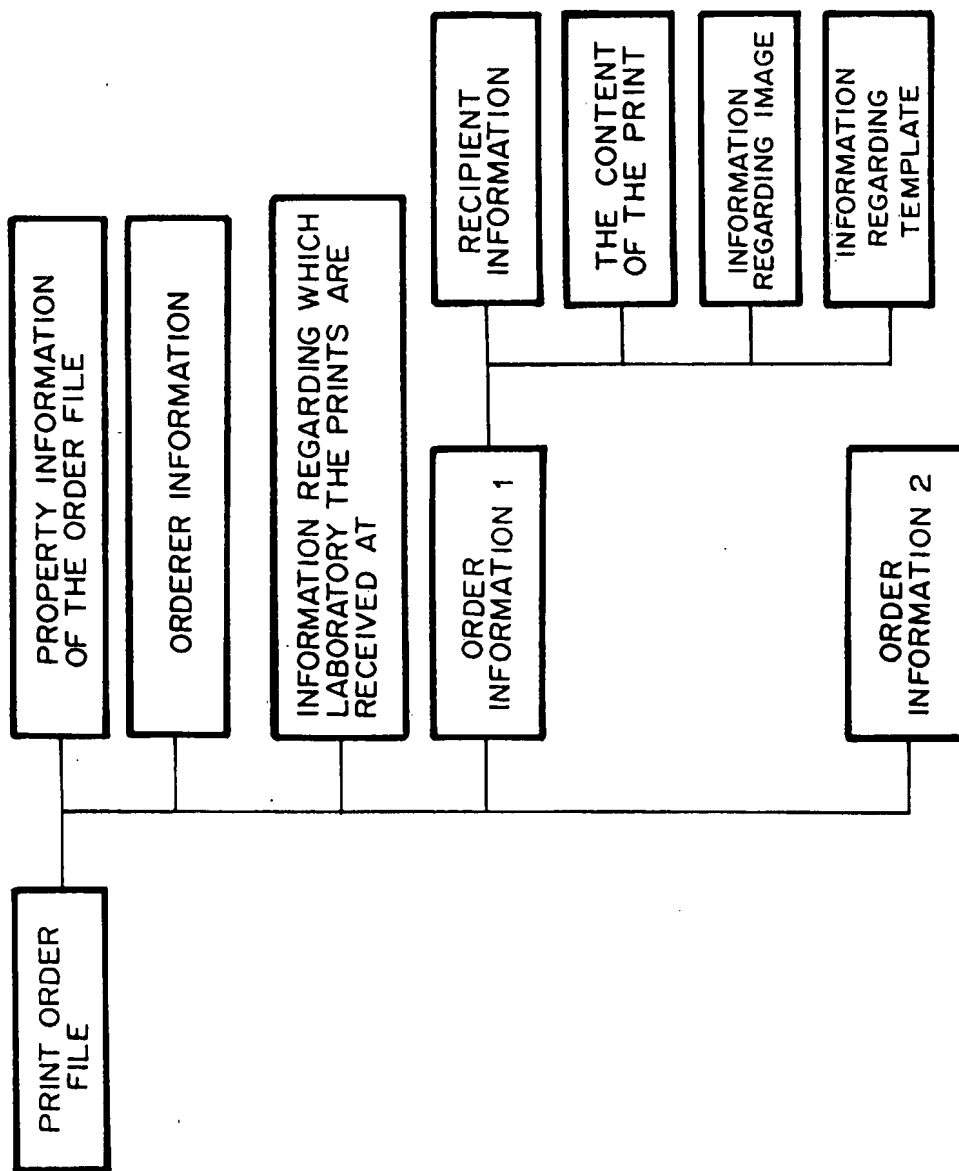 PRINT ORDER
FILE
PROPERTY INFORMATION
OF THE ORDER FILE
ORDERER INFORMATION
INFORMATION REGARDING WHICH
LABORATORY THE PRINTS ARE
RECEIVED AT
ORDER
INFORMATION 1
RECIPIENT
INFORMATION
THE CONTENT
OF THE PRINT
INFORMATION
REGARDING IMAGE
INFORMATION
REGARDING
TEMPLATE
ORDER
INFORMATION 2